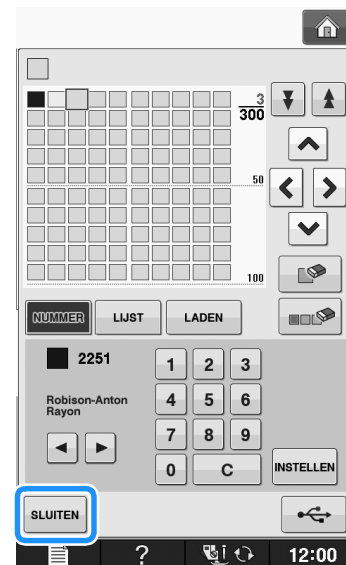 3
300
50
100
NUMMER LIJST LADEN
2251
Robison-Anton
Rayon
1 2 3
4 5 6
7 8 9
0 C
INSTELLEN
SLUITEN
? 12:00